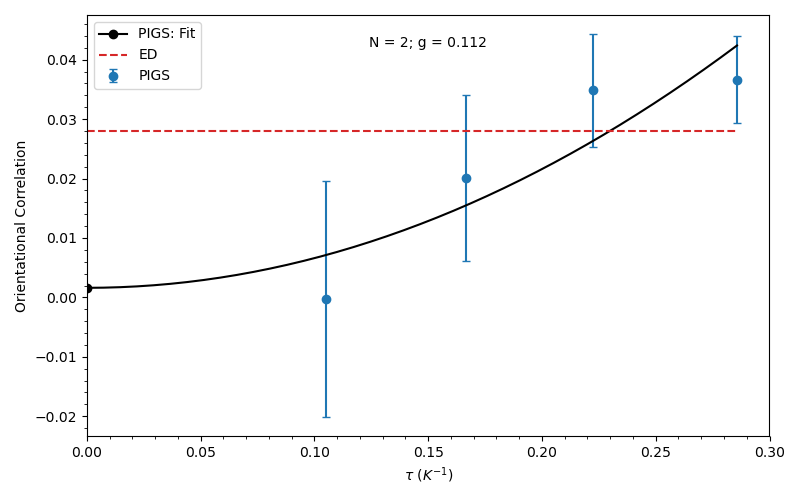 PIGS: Fit
ED
PIGS
N = 2; g = 0.112
Orientational Correlation
0.04
0.03
0.02
0.01
0.00
−0.01
−0.02
0.00 0.05 0.10 0.15 0.20 0.25 0.30
τ (K⁻¹)